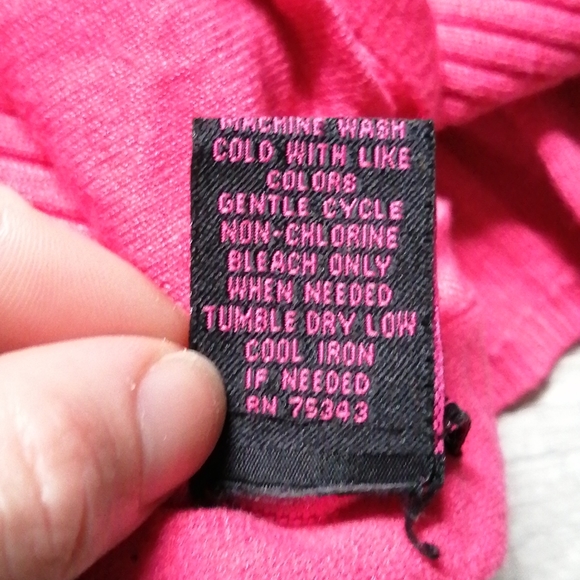 MACHINE WASH
COLD WITH LIKE
COLORS
GENTLE CYCLE
NON-CHLORINE
BLEACH ONLY
WHEN NEEDED
TUMBLE DRY LOW
COOL IRON
IF NEEDED
RN 75343